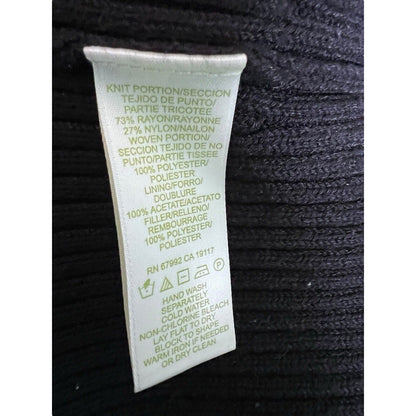 KNIT PORTION/SECCION
TEJIDO DE PUNTO/
PARTIE TRICOTEE
73% RAYON/RAYONNE
27% NYLON/NAILON
WOVEN PORTION/
SECCION TEJIDO DE NO
PUNTO/PARTIE TISSEE
100% POLYESTER/
POLIESTER
LINING/FORRO/
DOUBLURE
100% ACETATE/ACETATO
FILLER/RELLENO/
REMBOURRAGE
100% POLYESTER/
POLIESTER
RN 67992 CA 19117
HAND WASH
SEPARATELY
COLD WATER
NON-CHLORINE BLEACH
LAY FLAT TO DRY
BLOCK TO SHAPE
WARM IRON IF NEEDED
OR DRY CLEAN